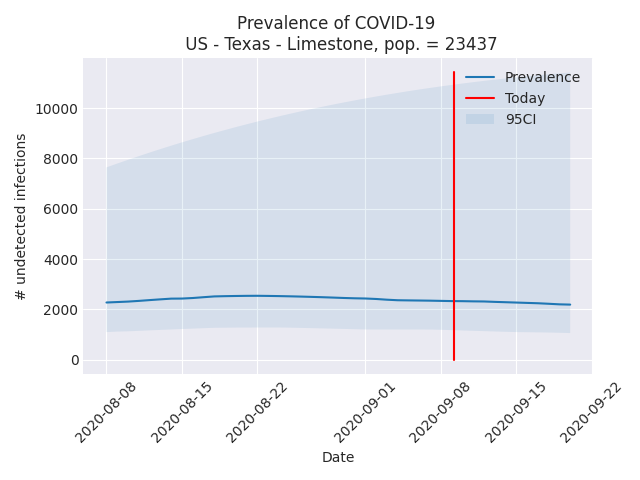 Prevalence of COVID-19
US - Texas - Limestone, pop. = 23437
Prevalence
Today
95CI
# undetected infections
10000
8000
6000
4000
2000
0
2020-08-08
2020-08-15
2020-08-22
2020-09-01
2020-09-08
2020-09-15
2020-09-22
Date